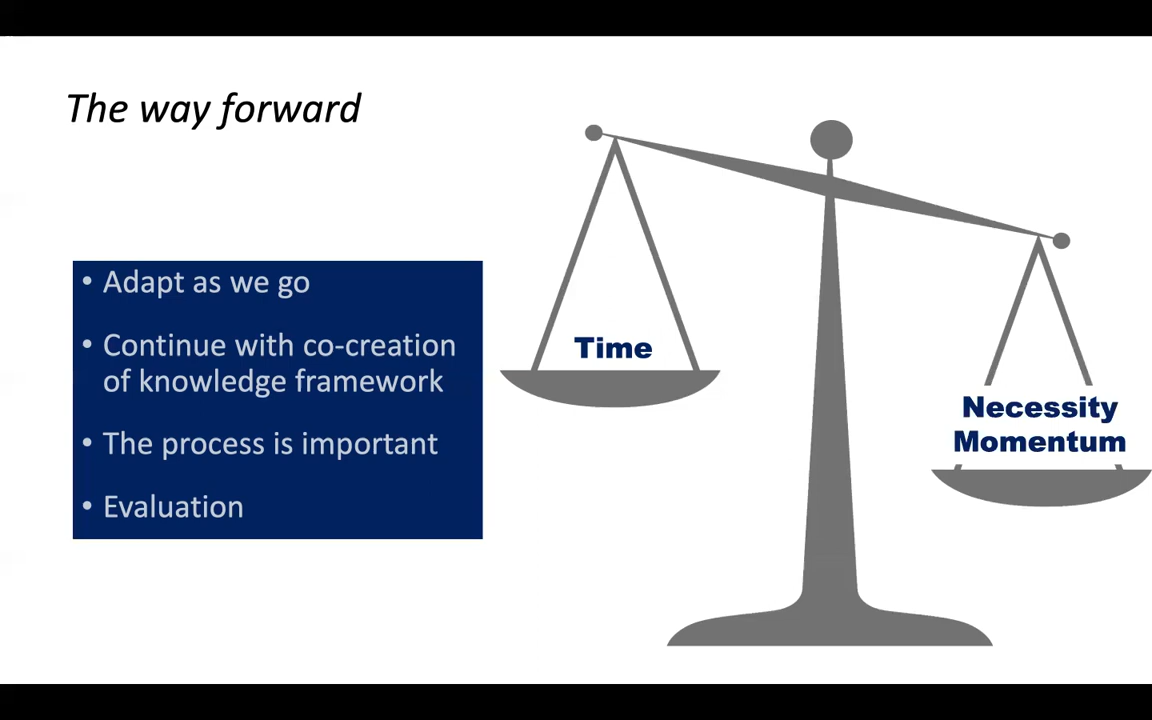 The way forward
• Adapt as we go
• Continue with co-creation
of knowledge framework
• The process is important
• Evaluation
Time
Necessity
Momentum